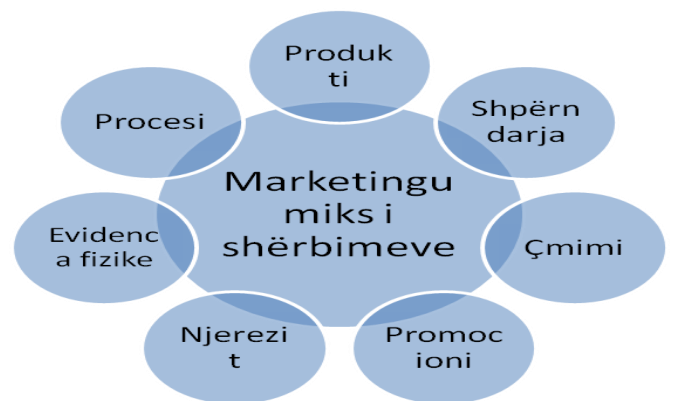 Produk
ti
Shpërn
darja
Çmimi
Promoc
ioni
Njerezi
t
Evidenc
a fizike
Procesi
Marketingu
miks i
shërbimeve